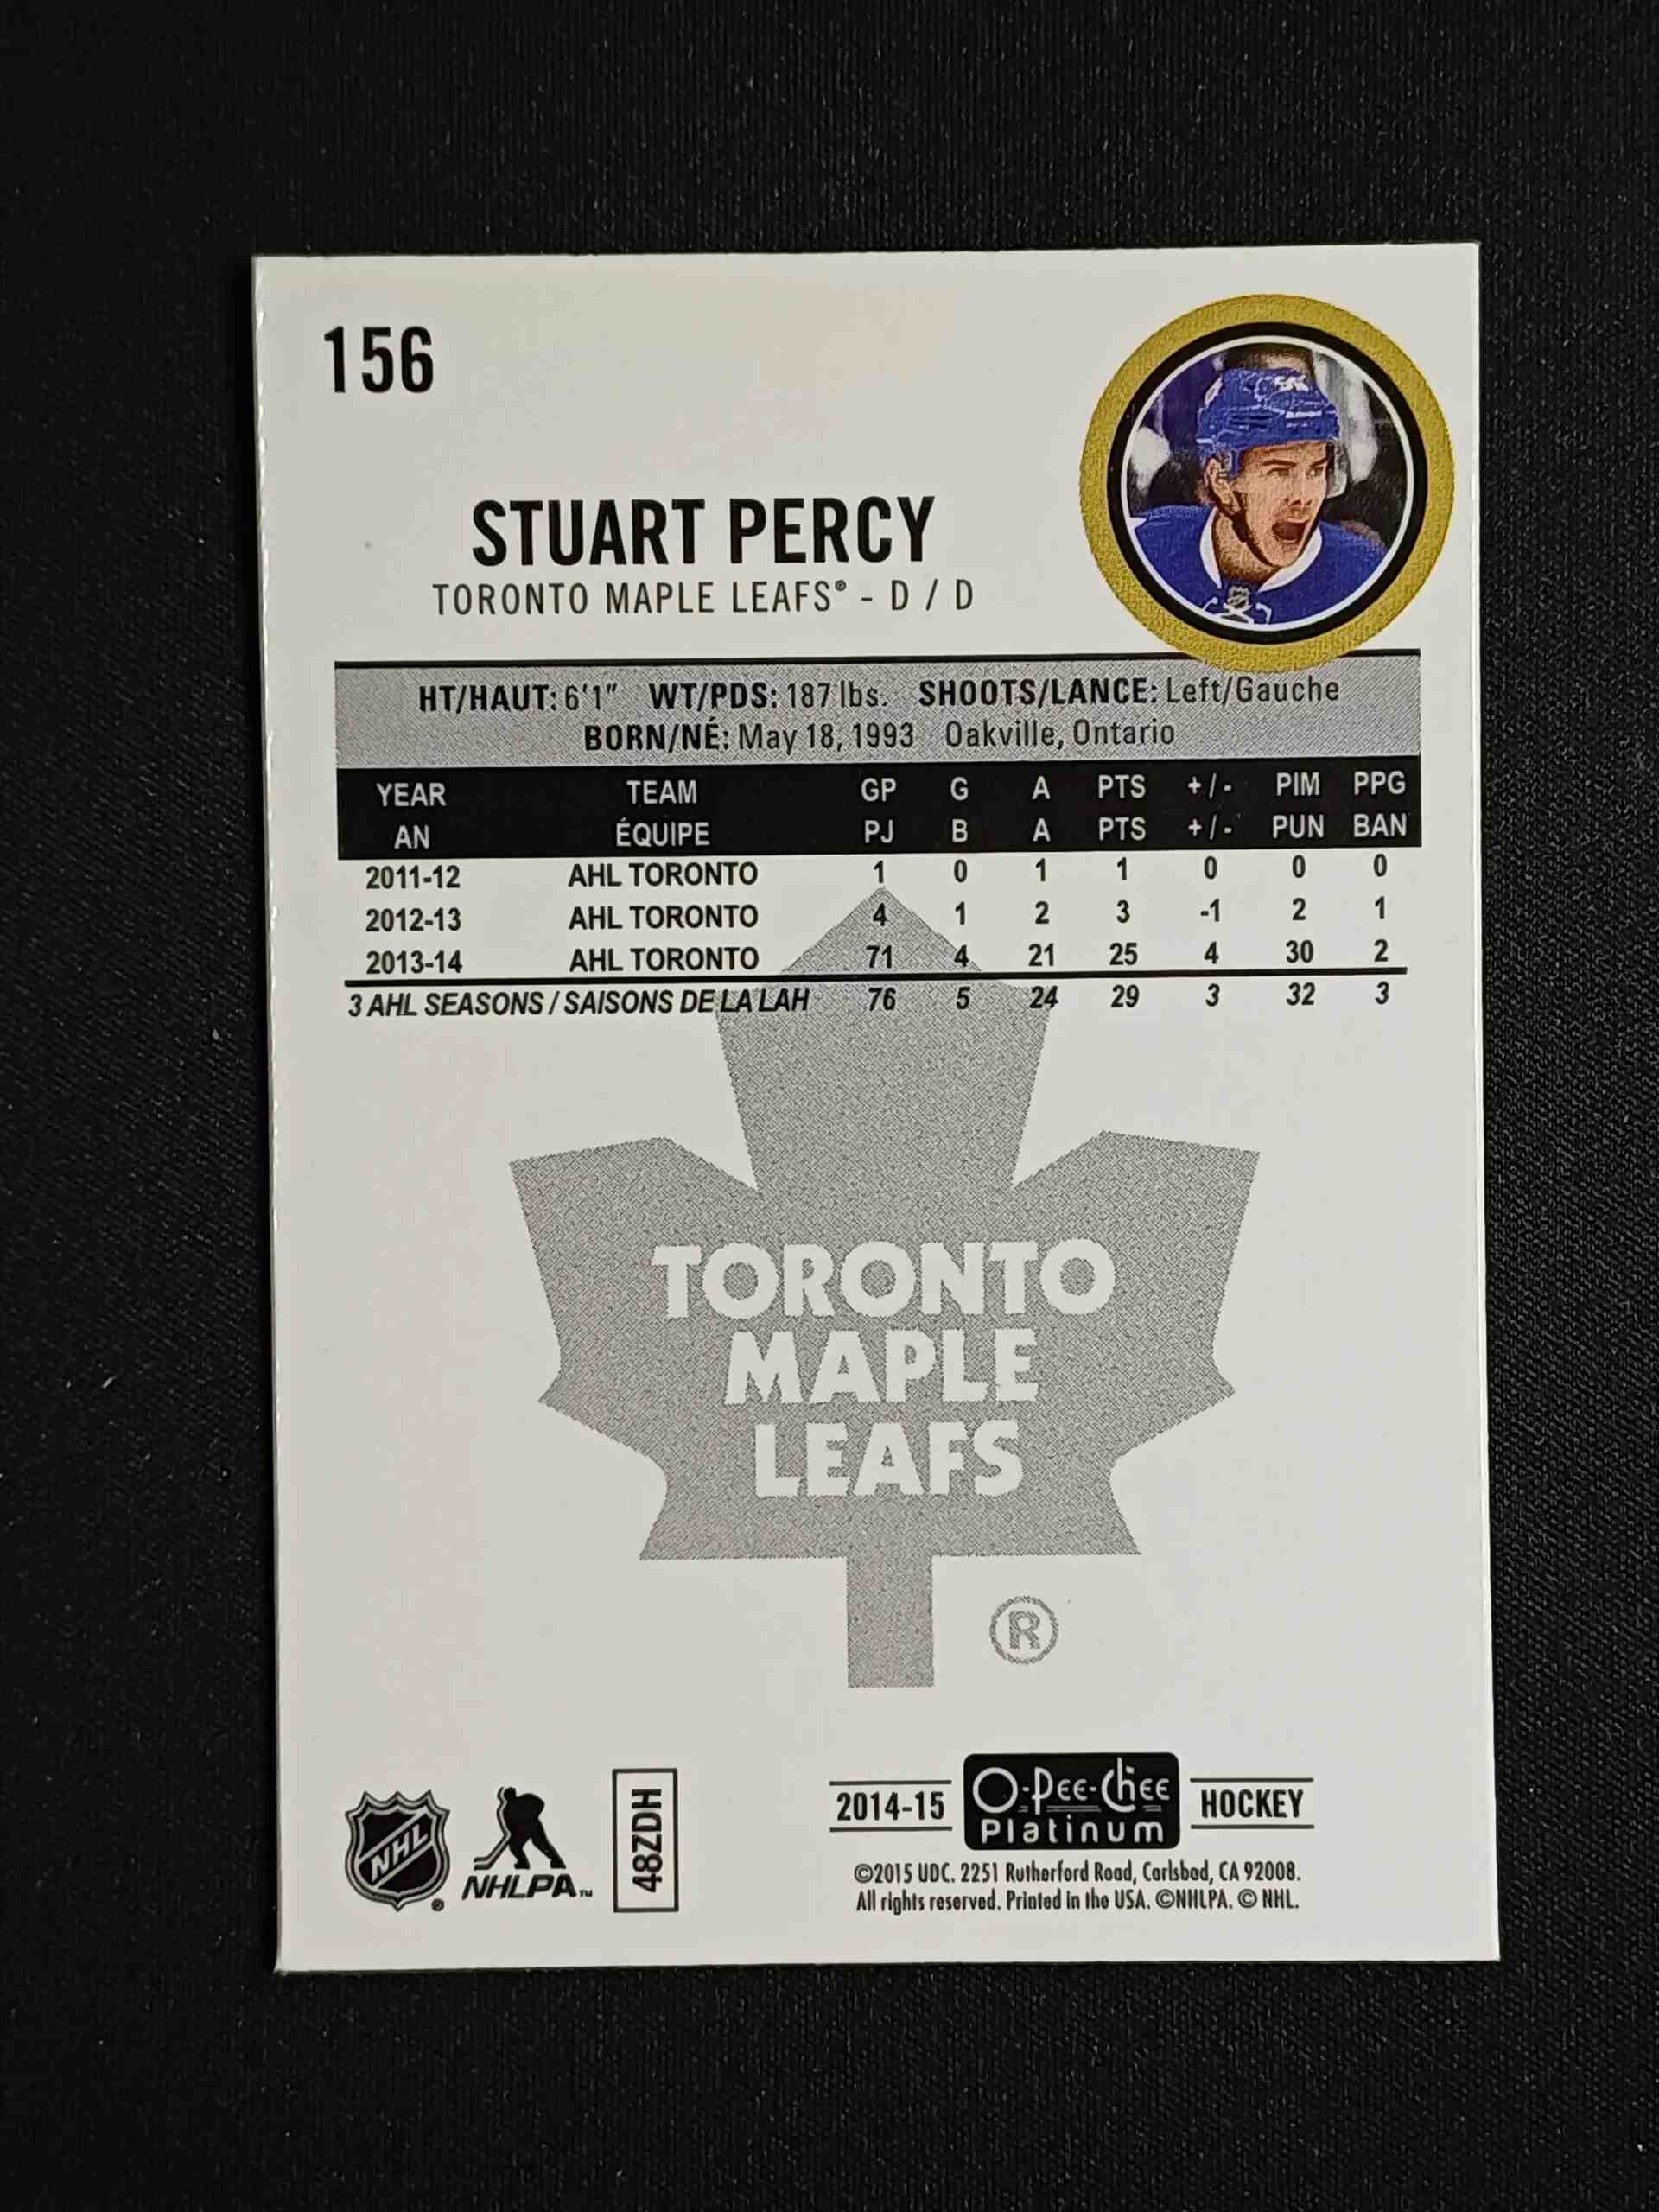 156
STUART PERCY
TORONTO MAPLE LEAFS® - D / D
HT/HAUT: 6'1" WT/PDS: 187 lbs. SHOOTS/LANCE: Left/Gauche
BORN/NÉ: May 18, 1993 Oakville, Ontario
YEAR TEAM GP G A PTS +/- PIM PPG
AN ÉQUIPE PJ B A PTS +/- PUN BAN
2011-12 AHL TORONTO 1 0 1 1 0 0 0
2012-13 AHL TORONTO 4 1 2 3 -1 2 1
2013-14 AHL TORONTO 71 4 21 25 4 30 2
3 AHL SEASONS / SAISONS DE LA LAH 76 5 24 29 3 32 3
TORONTO
MAPLE
LEAFS
®
NHL ®
NHLPA™
48ZDH
2014-15 O-Pee-Chee Platinum HOCKEY
©2015 UDC. 2251 Rutherford Road, Carlsbad, CA 92008.
All rights reserved. Printed in the USA. ©NHLPA. © NHL.